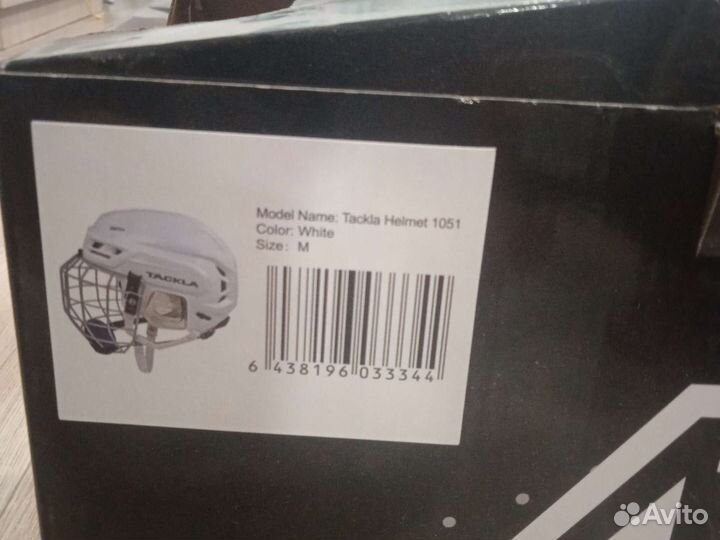 Model Name: Tackla Helmet 1051
Color: White
Size: M
TACKLA
6 438196 033344
Avito